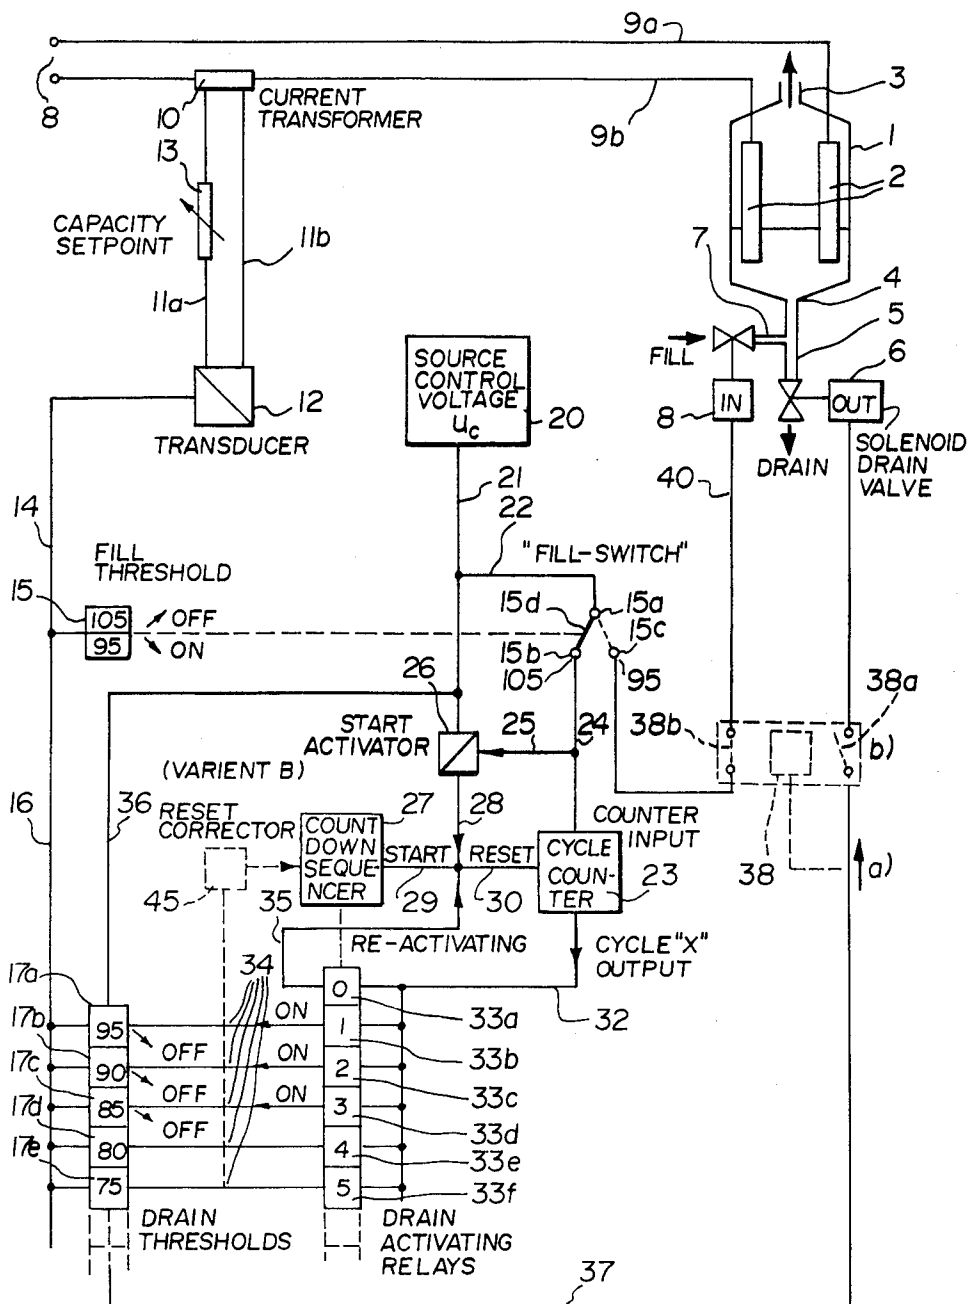 9a
8
10
CURRENT
TRANSFORMER
9b
3
1
2
13
CAPACITY
SETPOINT
11b
11a
7
4
5
6
FILL
IN
8
OUT
DRAIN
SOLENOID
DRAIN
VALVE
SOURCE
CONTROL
VOLTAGE
uc
20
12
TRANSDUCER
21
22
40
14
FILL
THRESHOLD
"FILL-SWITCH"
15
105
95
OFF
ON
15d
15a
15c
15b
105
95
26
START
ACTIVATOR
25
24
38b
38a
b)
(VARIENT B)
16
36
RESET
CORRECTOR
27
28
COUNT
DOWN
SEQUE-
NCER
START
RESET
COUNTER
INPUT
CYCLE
COUN-
TER
23
38
a)
45
29
30
35
RE-ACTIVATING
CYCLE "X"
OUTPUT
34
17a
0
33a
32
17b
95
OFF
ON
1
33b
17c
90
OFF
ON
2
33c
17d
85
OFF
ON
3
33d
17e
80
4
33e
75
5
33f
DRAIN
THRESHOLDS
DRAIN
ACTIVATING
RELAYS
37